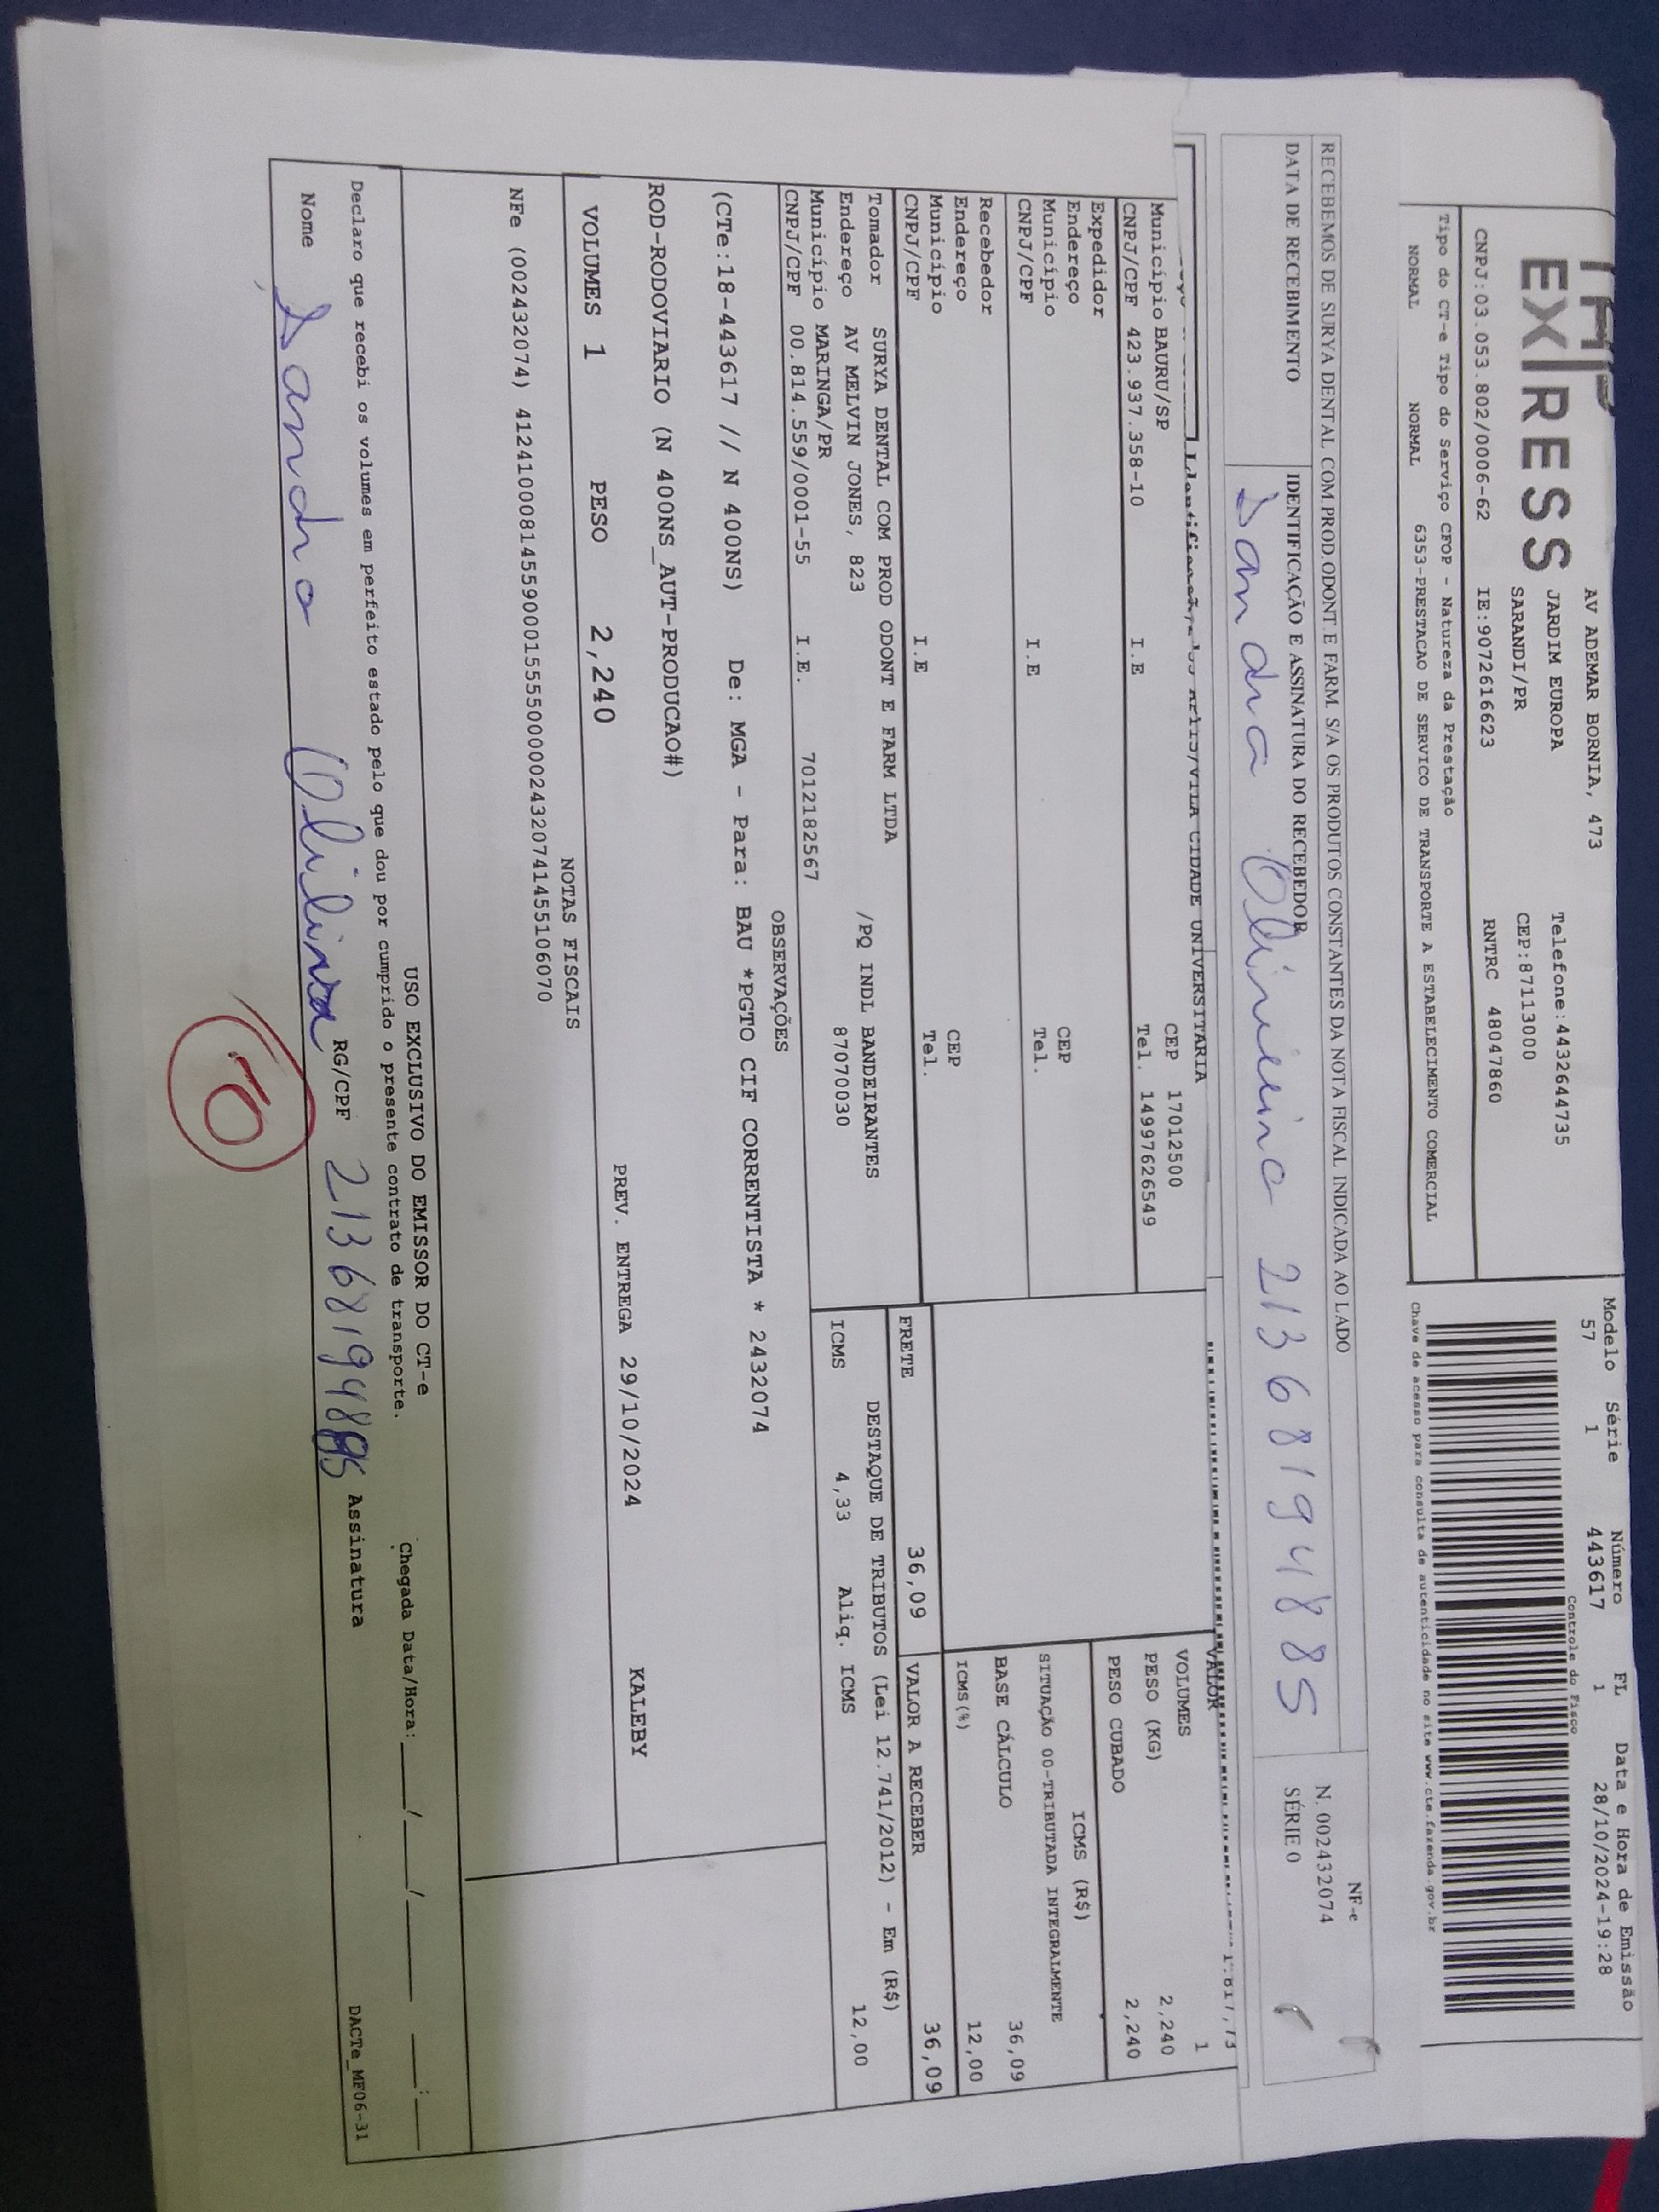 EXPRESS
AV ADEMAR BORNIA, 473
JARDIM EUROPA Telefone:4432644735
SARANDI/PR CEP:87113000
CNPJ:03.053.802/0006-62 IE:9072616623 RNTRC 48047860
Modelo Série Número FL Data e Hora de Emissão
57 1 443617 1 28/10/2024-19:28
Controle do Fisco
Tipo do CT-e Tipo do Serviço CFOP - Natureza da Prestação
NORMAL NORMAL 6353-PRESTACAO DE SERVICO DE TRANSPORTE A ESTABELECIMENTO COMERCIAL
Chave de acesso para consulta de autenticidade no site www.cte.fazenda.gov.br
RECEBEMOS DE SURYA DENTAL COM PROD.ODONT.E FARM. S/A OS PRODUTOS CONSTANTES DA NOTA FISCAL INDICADA AO LADO
NF-e
N. 002432074
SÉRIE 0
DATA DE RECEBIMENTO IDENTIFICAÇÃO E ASSINATURA DO RECEBEDOR
Sandra Oliveira 21368194885
CIDADE UNIVERSITARIA
Município BAURU/SP CEP 17012500
CNPJ/CPF 423.937.358-10 I.E Tel. 14997626549
Expedidor
Endereço
Município CEP
CNPJ/CPF I.E Tel.
Recebedor
Endereço
Município CEP
CNPJ/CPF I.E Tel.
VALOR
VOLUMES 1
PESO (KG) 2,240
PESO CUBADO 2,240
ICMS (R$)
SITUAÇÃO 00-TRIBUTADA INTEGRALMENTE
BASE CÁLCULO 36,09
ICMS(%) 12,00
Tomador SURYA DENTAL COM PROD ODONT E FARM LTDA
Endereço AV MELVIN JONES, 823 /PQ INDL BANDEIRANTES
Município MARINGA/PR 87070030
CNPJ/CPF 00.814.559/0001-55 I.E. 7012182567
FRETE 36,09 VALOR A RECEBER 36,09
DESTAQUE DE TRIBUTOS (Lei 12.741/2012) - Em (R$)
ICMS 4,33 Aliq. ICMS 12,00
OBSERVAÇÕES
(CTe:18-443617 // N 400NS) De: MGA - Para: BAU *PGTO CIF CORRENTISTA * 2432074
ROD-RODOVIARIO (N 400NS_AUT-PRODUCAO#)
KALEBY
VOLUMES 1 PESO 2,240 PREV. ENTREGA 29/10/2024
NOTAS FISCAIS
NFe (002432074) 41241000814559000155550000024320741455106070
USO EXCLUSIVO DO EMISSOR DO CT-e
Declaro que recebi os volumes em perfeito estado pelo que dou por cumprido o presente contrato de transporte.
Chegada Data/Hora: ____/____/______ ___:___
Nome Sandra Oliveira RG/CPF 21368194885 Assinatura
DACTe_MF06-31